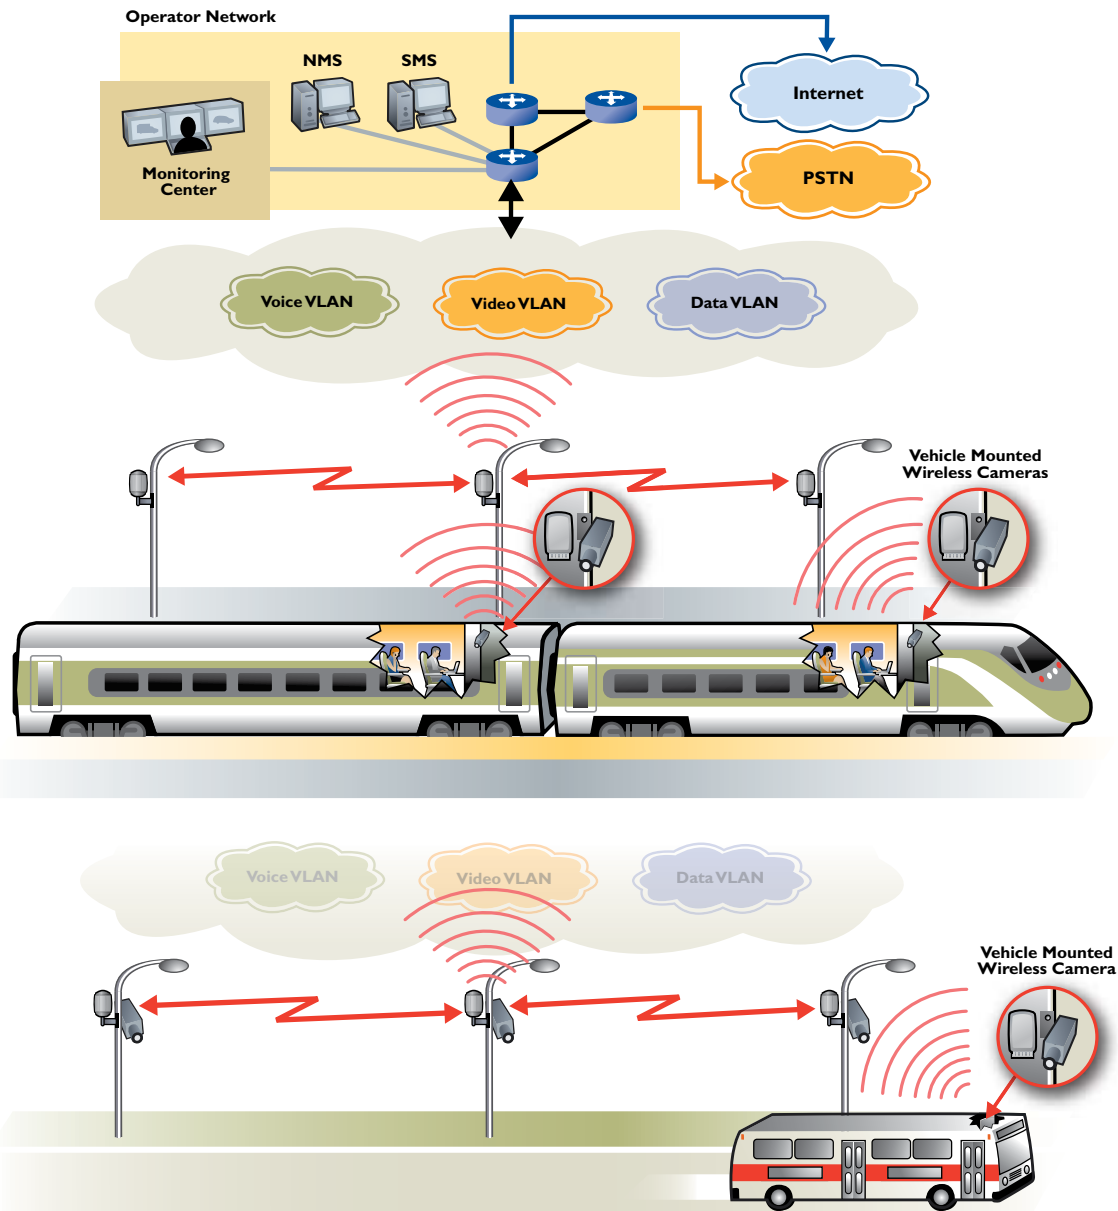 Operator Network
NMS
SMS
Internet
Monitoring
Center
PSTN
Voice VLAN
Video VLAN
Data VLAN
Vehicle Mounted
Wireless Cameras
Voice VLAN
Video VLAN
Data VLAN
Vehicle Mounted
Wireless Camera